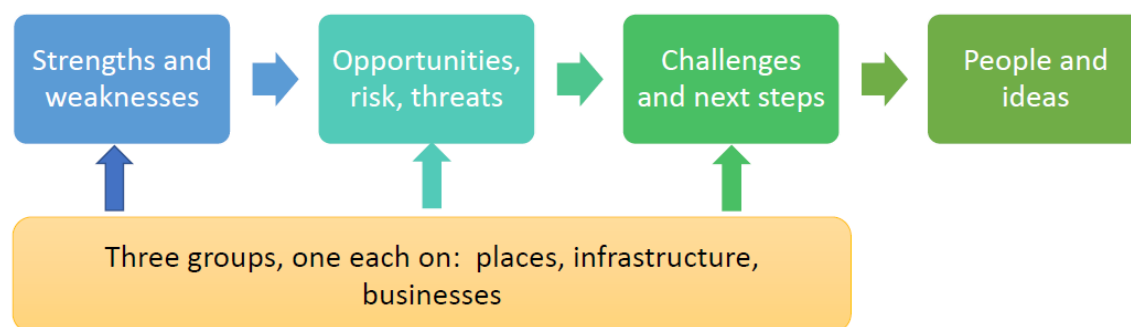 Strengths and
weaknesses
Opportunities,
risk, threats
Challenges
and next steps
People and
ideas
Three groups, one each on:  places, infrastructure,
businesses